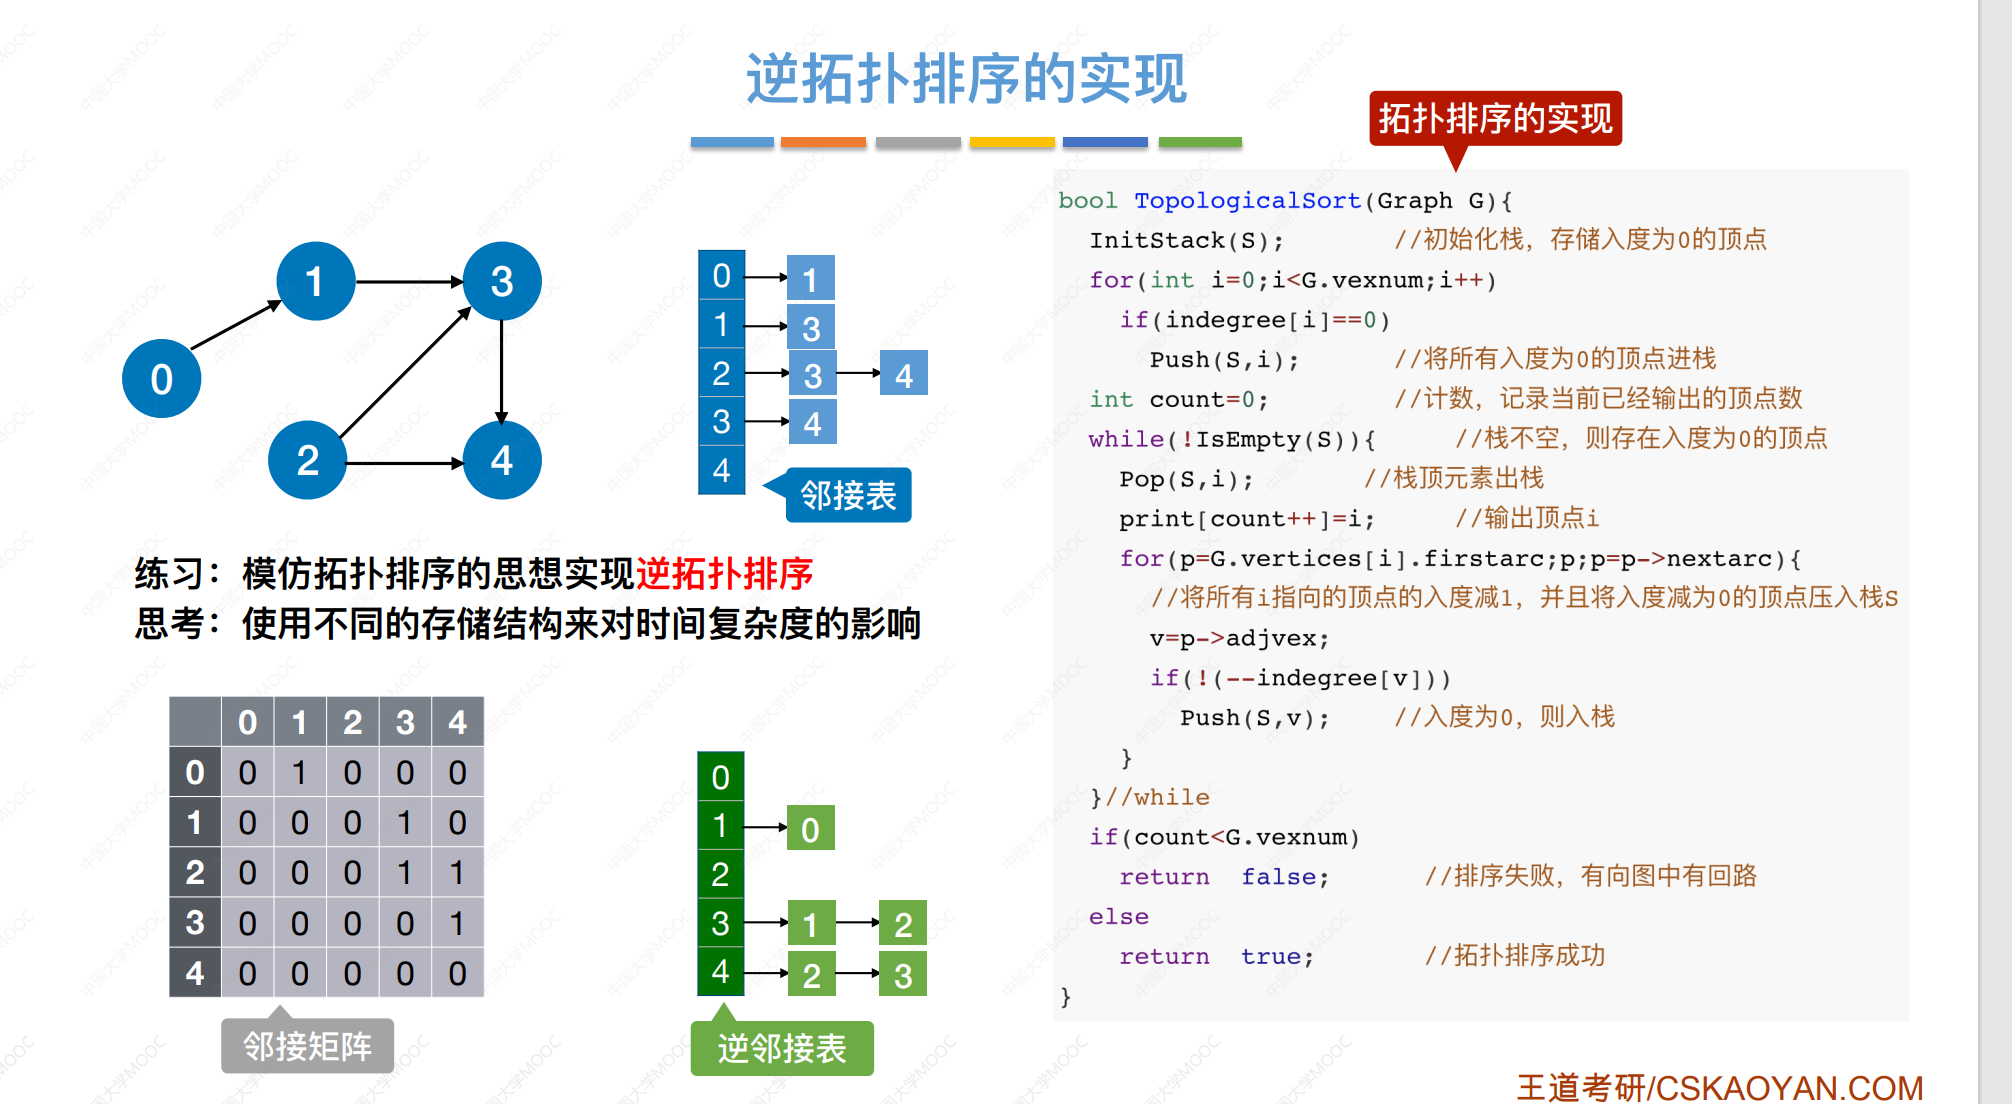 逆拓扑排序的实现
拓扑排序的实现
0
1
2
3
4
0 1
1 3
2 3 4
3 4
4
邻接表
练习：模仿拓扑排序的思想实现逆拓扑排序
思考：使用不同的存储结构来对时间复杂度的影响
0 1 2 3 4
0 0 1 0 0 0
1 0 0 0 1 0
2 0 0 0 1 1
3 0 0 0 0 1
4 0 0 0 0 0
邻接矩阵
0
1 0
2
3 1 2
4 2 3
逆邻接表
bool TopologicalSort(Graph G){
InitStack(S); //初始化栈，存储入度为0的顶点
for(int i=0;i<G.vexnum;i++)
if(indegree[i]==0)
Push(S,i); //将所有入度为0的顶点进栈
int count=0; //计数，记录当前已经输出的顶点数
while(!IsEmpty(S)){ //栈不空，则存在入度为0的顶点
Pop(S,i); //栈顶元素出栈
print[count++]=i; //输出顶点i
for(p=G.vertices[i].firstarc;p;p=p->nextarc){
//将所有i指向的顶点的入度减1，并且将入度减为0的顶点压入栈S
v=p->adjvex;
if(!(--indegree[v]))
Push(S,v); //入度为0，则入栈
}
}//while
if(count<G.vexnum)
return false; //排序失败，有向图中有回路
else
return true; //拓扑排序成功
}
王道考研/CSKAOYAN.COM
中国大学MOOC